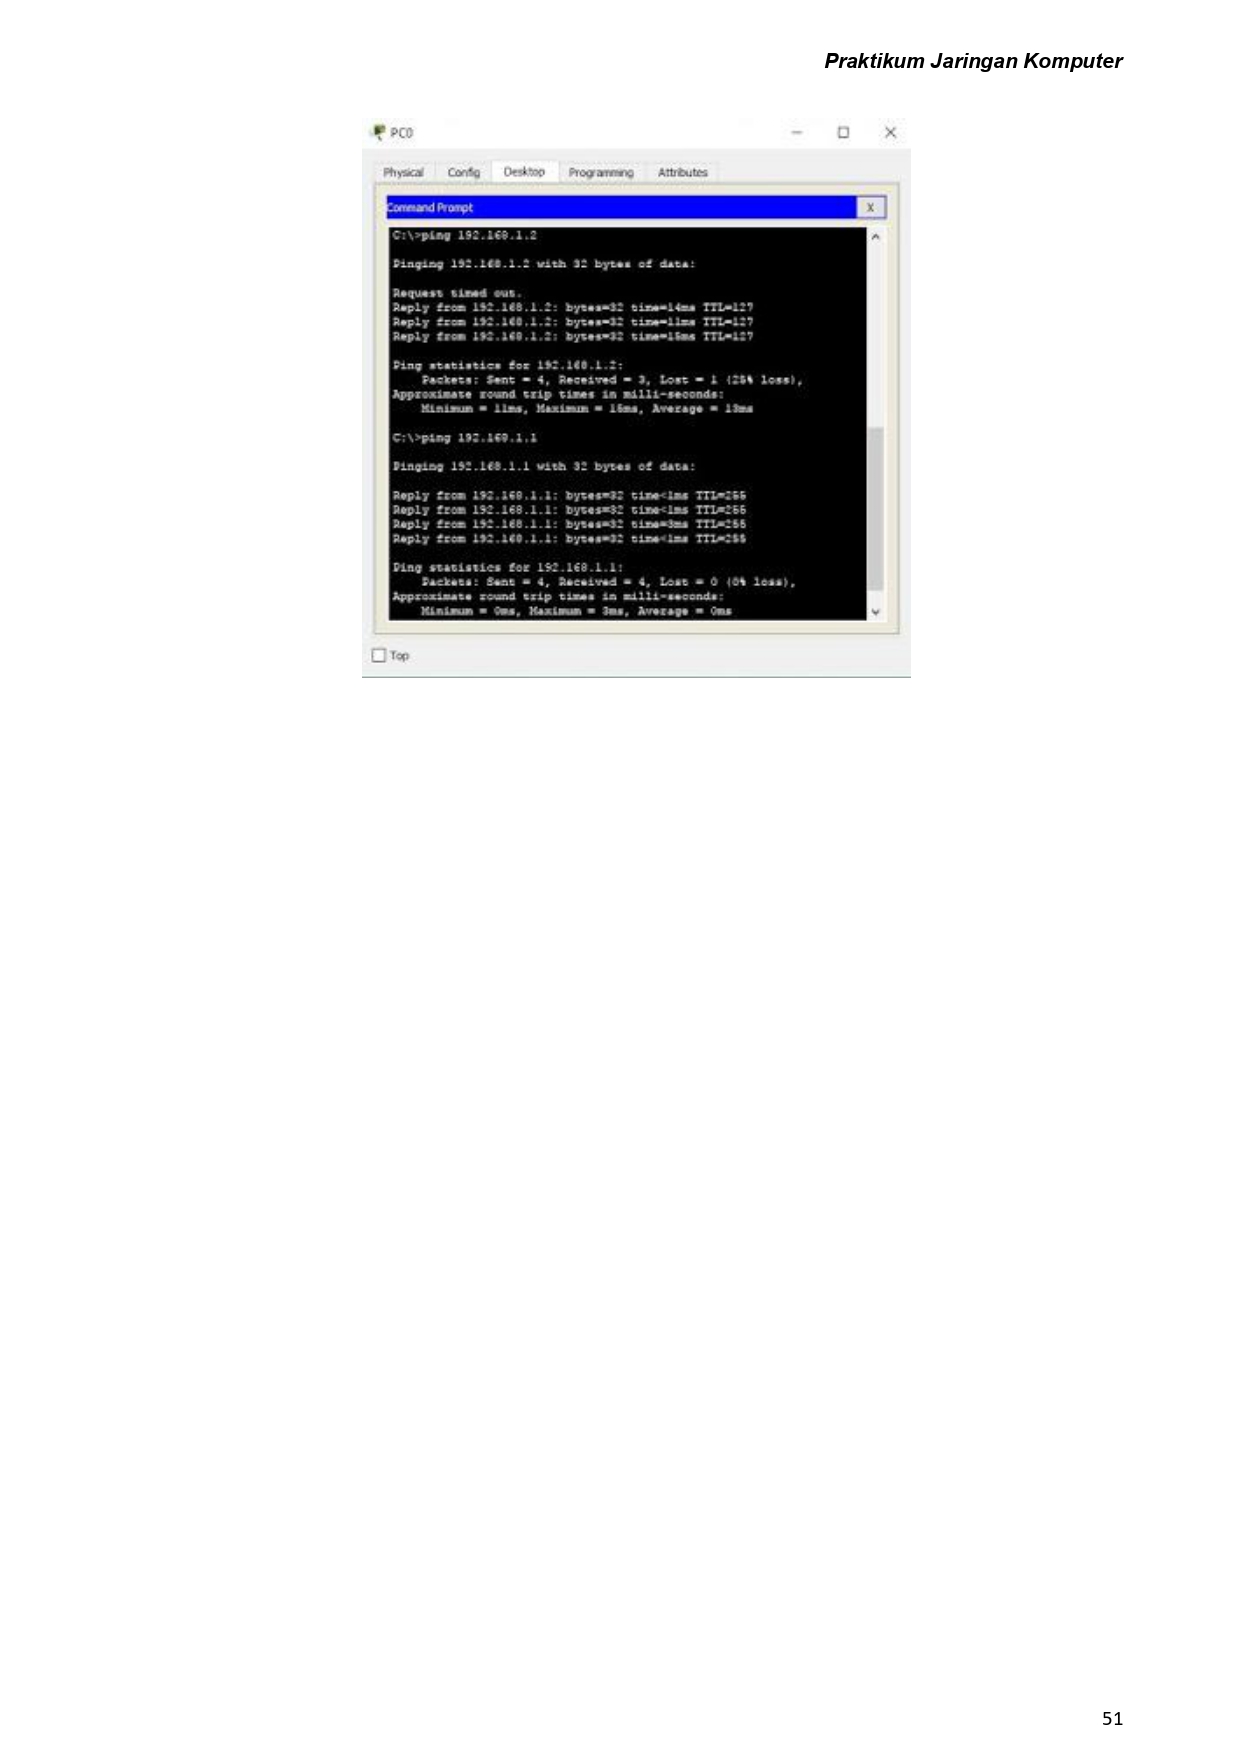 Praktikum Jaringan Komputer
PC0
Physical Config Desktop Programming Attributes
Command Prompt X
C:\>ping 192.168.1.2
Pinging 192.168.1.2 with 32 bytes of data:
Request timed out.
Reply from 192.168.1.2: bytes=32 time=14ms TTL=127
Reply from 192.168.1.2: bytes=32 time=11ms TTL=127
Reply from 192.168.1.2: bytes=32 time=15ms TTL=127
Ping statistics for 192.168.1.2:
Packets: Sent = 4, Received = 3, Lost = 1 (25% loss),
Approximate round trip times in milli-seconds:
Minimum = 11ms, Maximum = 15ms, Average = 13ms
C:\>ping 192.168.1.1
Pinging 192.168.1.1 with 32 bytes of data:
Reply from 192.168.1.1: bytes=32 time<1ms TTL=255
Reply from 192.168.1.1: bytes=32 time<1ms TTL=255
Reply from 192.168.1.1: bytes=32 time=3ms TTL=255
Reply from 192.168.1.1: bytes=32 time<1ms TTL=255
Ping statistics for 192.168.1.1:
Packets: Sent = 4, Received = 4, Lost = 0 (0% loss),
Approximate round trip times in milli-seconds:
Minimum = 0ms, Maximum = 3ms, Average = 0ms
Top
51